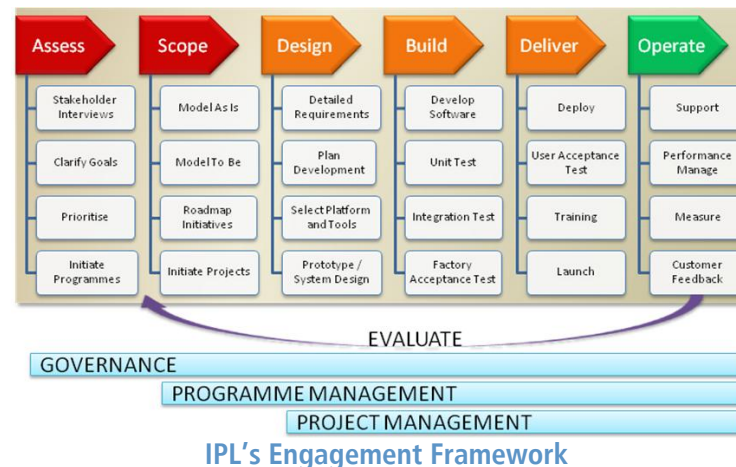 Assess
Scope
Design
Build
Deliver
Operate
Stakeholder
Interviews
Clarify Goals
Prioritise
Initiate
Programmes
Model As Is
Model To Be
Roadmap
Initiatives
Initiate Projects
Detailed
Requirements
Plan
Development
Select Platform
and Tools
Prototype /
System Design
Develop
Software
Unit Test
Integration Test
Factory
Acceptance Test
Deploy
User Acceptance
Test
Training
Launch
Support
Performance
Manage
Measure
Customer
Feedback
EVALUATE
GOVERNANCE
PROGRAMME MANAGEMENT
PROJECT MANAGEMENT
IPL's Engagement Framework